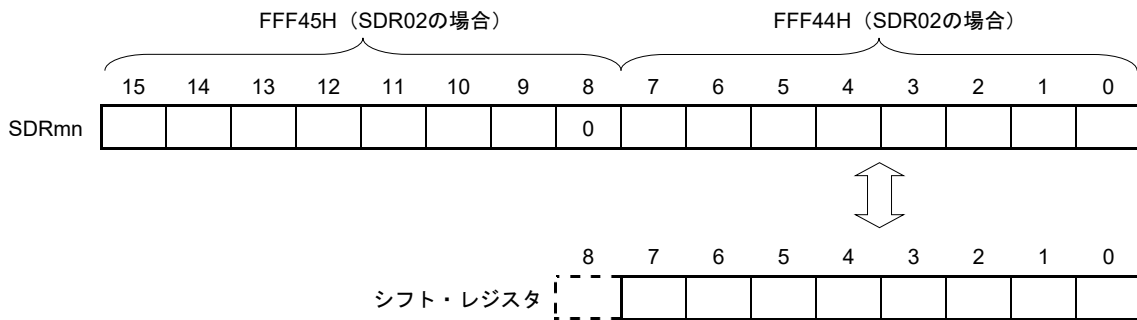 FFF45H（SDR02の場合） FFF44H（SDR02の場合）
15 14 13 12 11 10 9 8 7 6 5 4 3 2 1 0
SDRmn 0
8 7 6 5 4 3 2 1 0
シフト・レジスタ